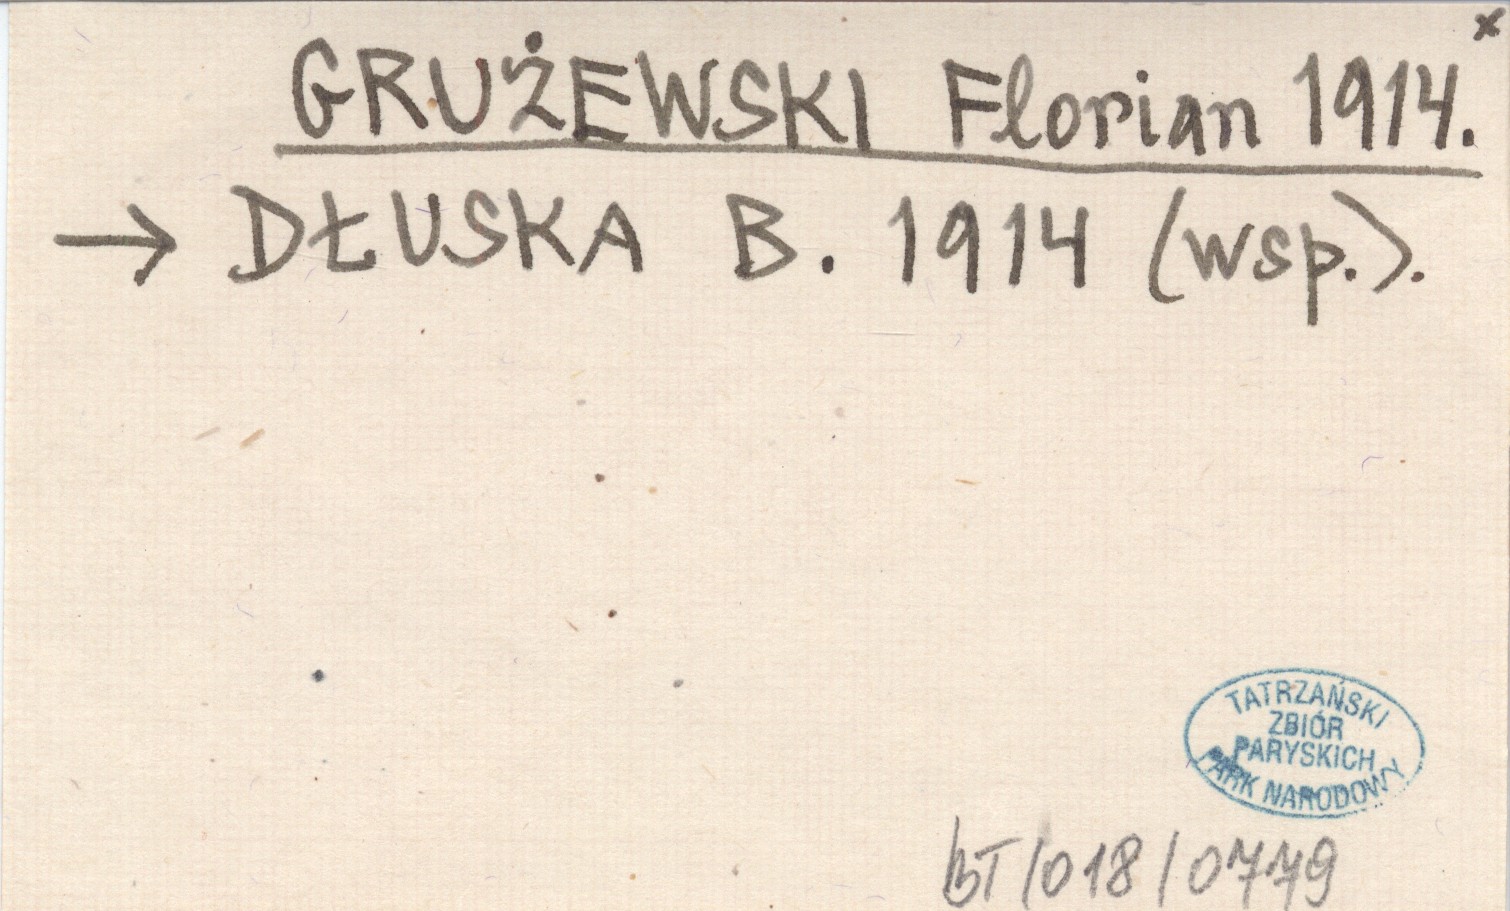 x
GRUŻEWSKI Florian 1914.
→ DŁUSKA B. 1914 (wsp.).
TATRZAŃSKI
ZBIÓR
PARYSKICH
PARK NARODOWY
BT/018/0779